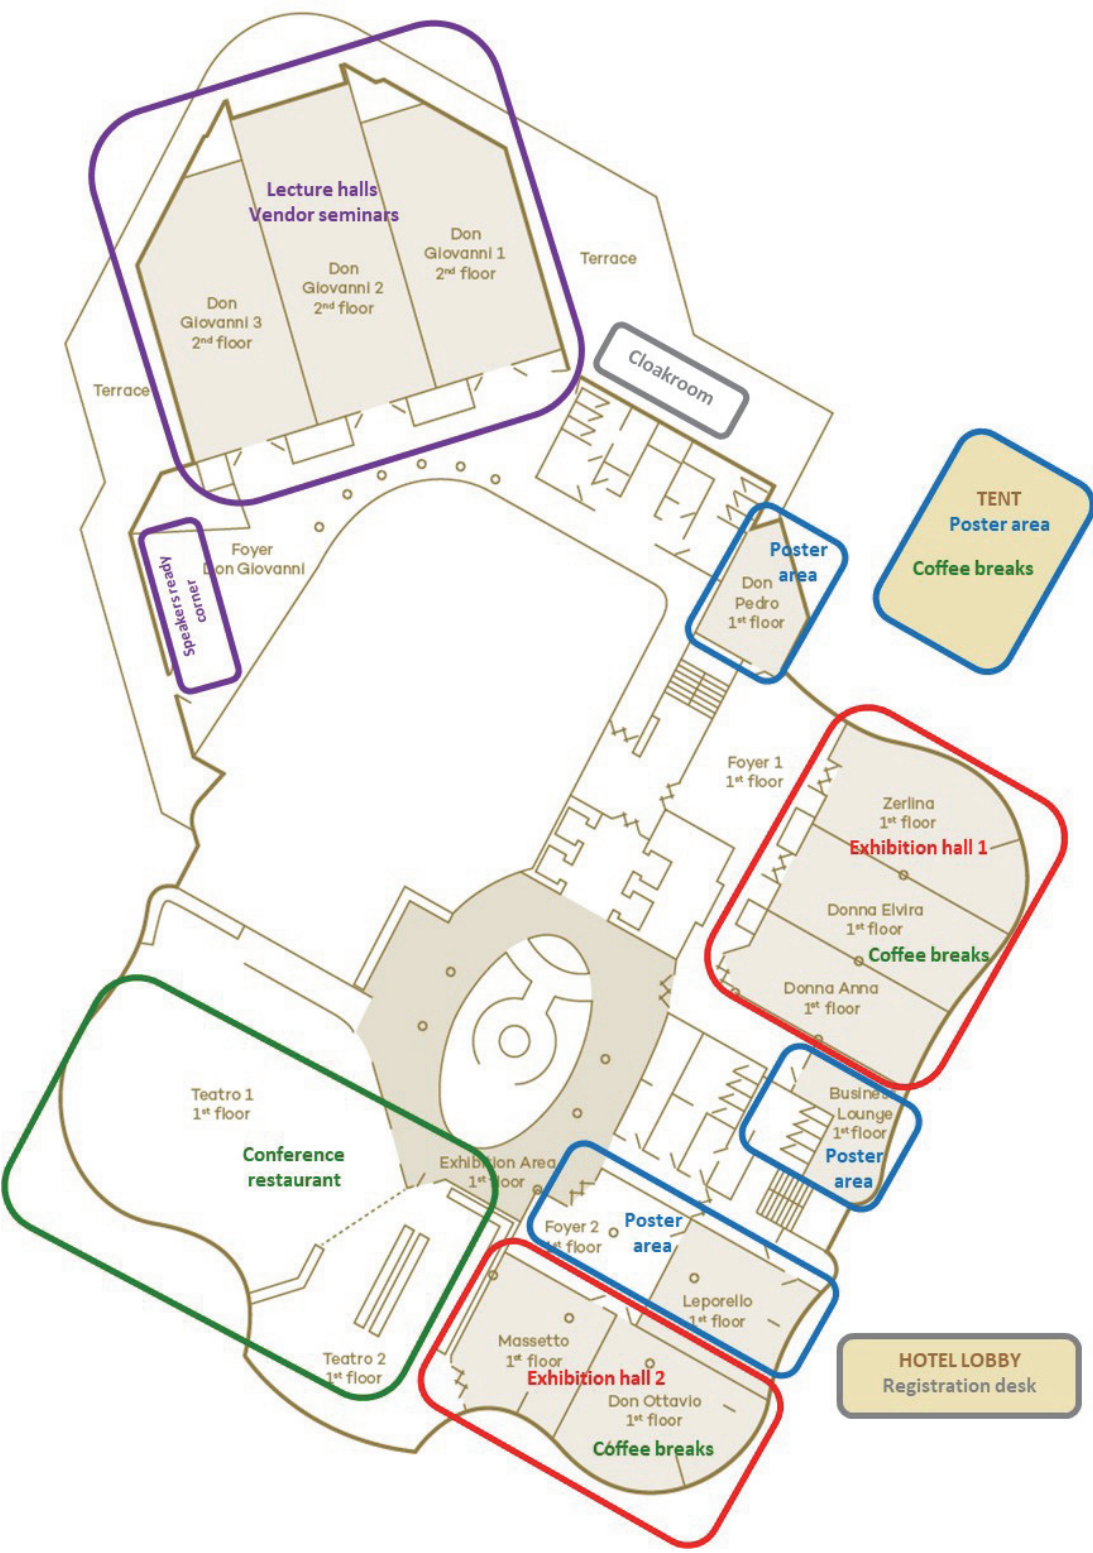 Lecture halls
Vendor seminars
Don
Giovanni 1
2nd floor
Don
Giovanni 2
2nd floor
Don
Giovanni 3
2nd floor
Terrace
Terrace
Cloakroom
TENT
Poster area
Coffee breaks
Foyer
Don Giovanni
Speakers ready
corner
Poster
area
Don
Pedro
1st floor
Foyer 1
1st floor
Zerlina
1st floor
Exhibition hall 1
Donna Elvira
1st floor
Coffee breaks
Donna Anna
1st floor
Teatro 1
1st floor
Conference
restaurant
Business
Lounge
1st floor
Poster
area
Exhibition Area
1st floor
Foyer 2
1st floor
Poster
area
Leporello
1st floor
Massetto
1st floor
Exhibition hall 2
Don Ottavio
1st floor
Coffee breaks
Teatro 2
1st floor
HOTEL LOBBY
Registration desk